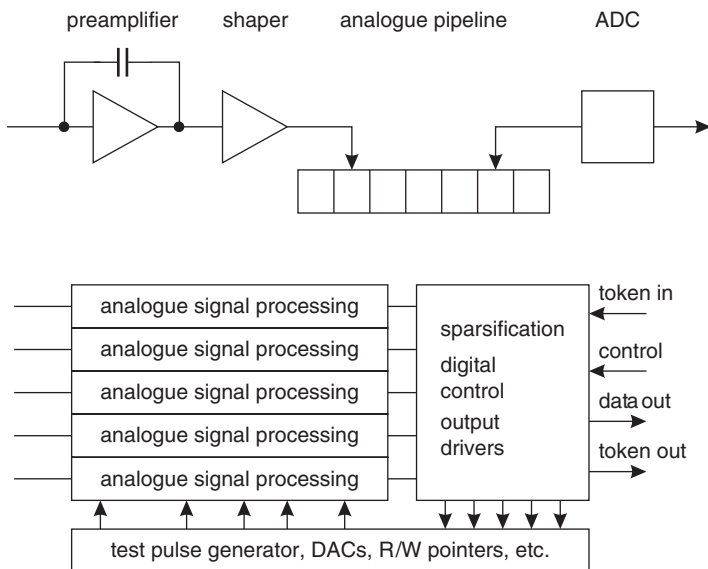 preamplifier shaper analogue pipeline ADC
analogue signal processing
analogue signal processing
analogue signal processing
analogue signal processing
analogue signal processing
sparsification
digital
control
output
drivers
token in
control
data out
token out
test pulse generator, DACs, R/W pointers, etc.